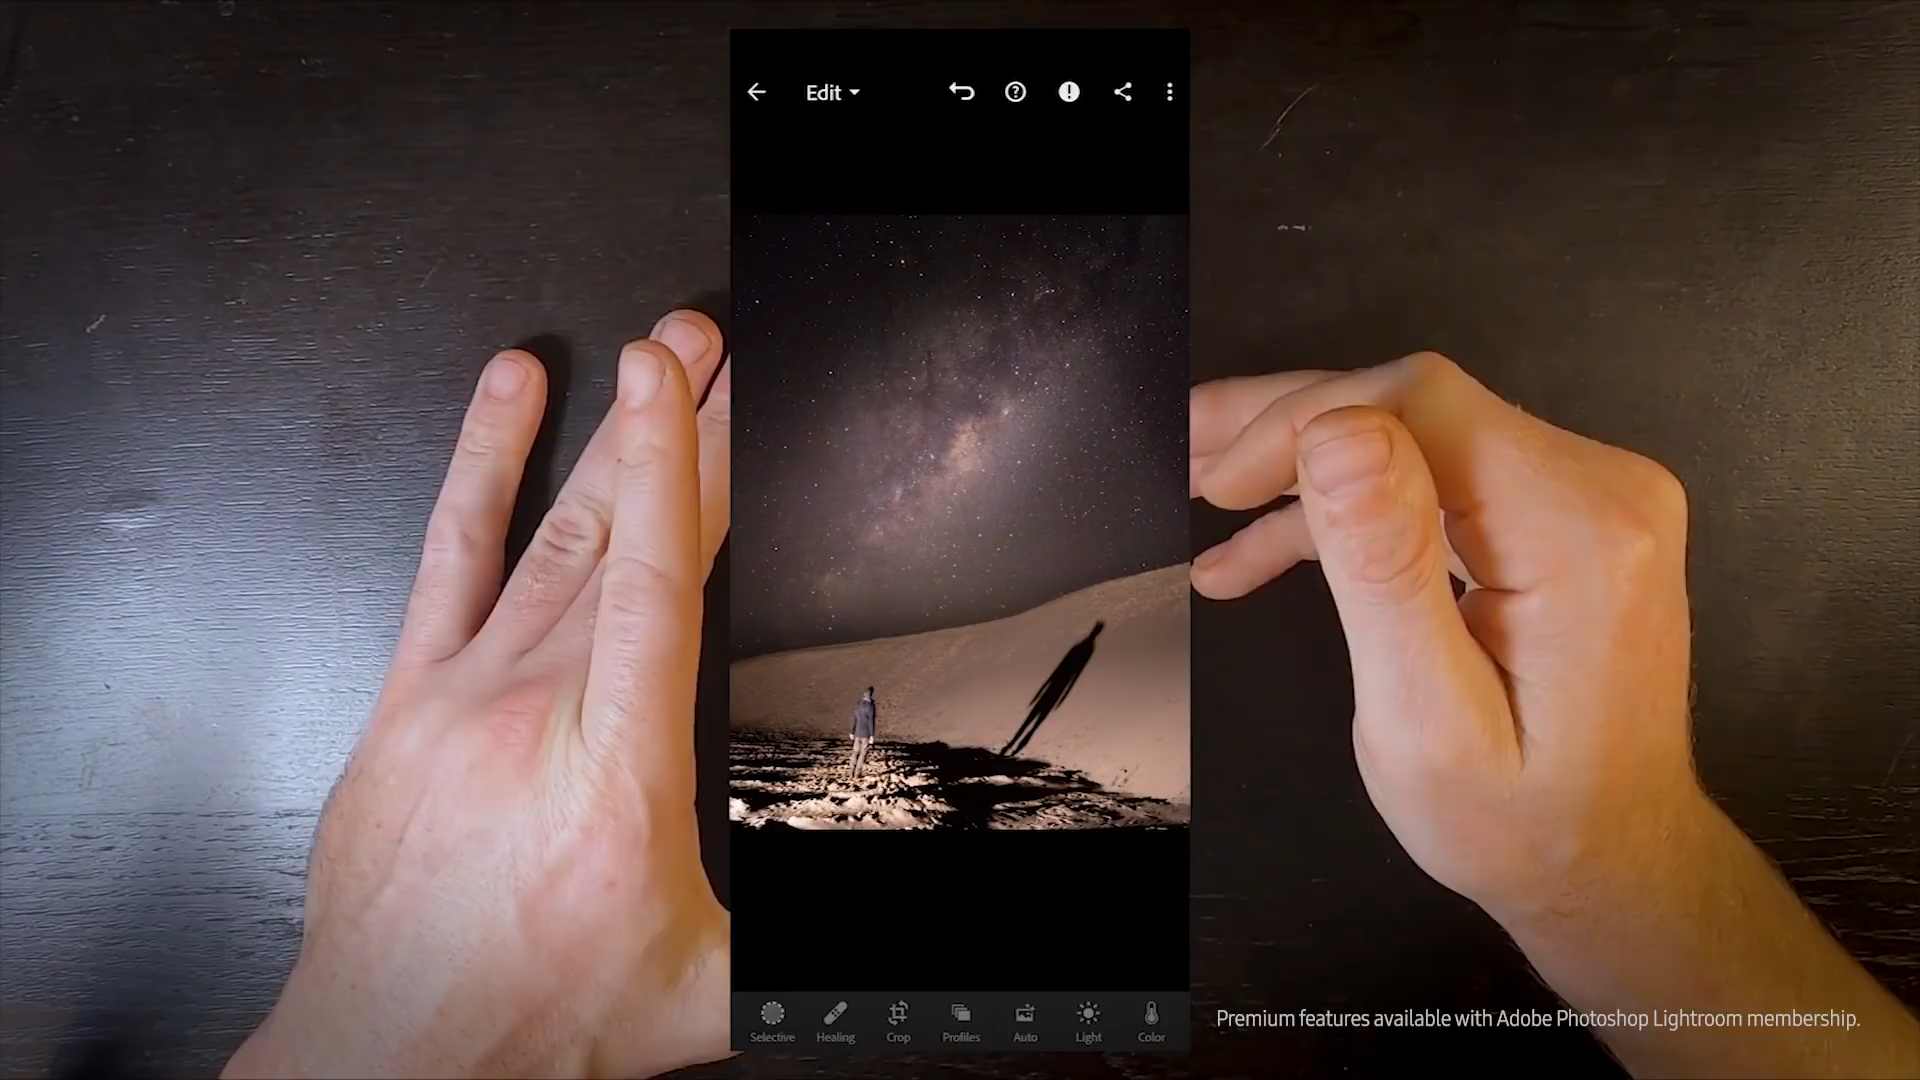 Edit
Selective Healing Crop Profiles Auto Light Color
Premium features available with Adobe Photoshop Lightroom membership.